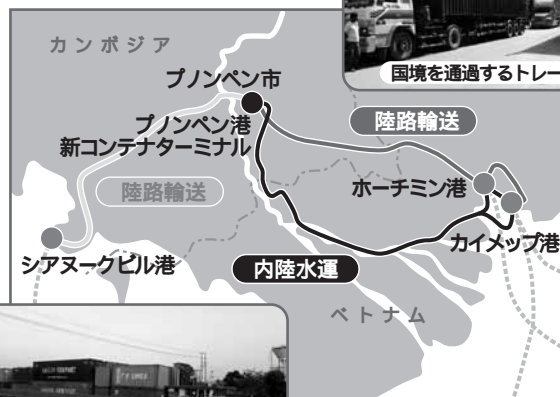 カンボジア
国境を通過するトレー
プノンペン市
プノンペン港
新コンテナターミナル
陸路輸送
陸路輸送
ホーチミン港
カイメップ港
シアヌークビル港
内陸水運
ベトナム